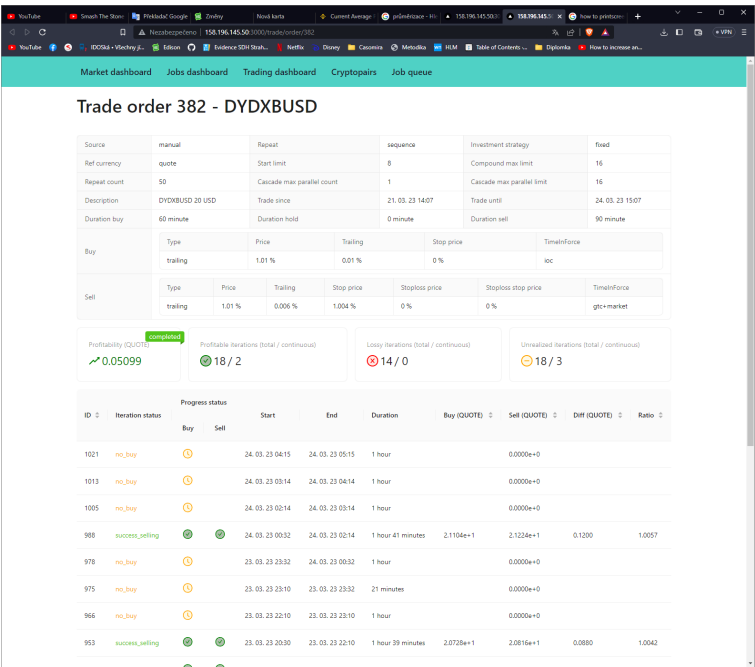 YouTube Smash The Stone Překladač Google Změny Nová karta Current Average průměrizace - Hl 158.196.145.50:30 158.196.145.50 how to printscree
Nezabezpečeno 158.196.145.50:3000/trade/order/382 VPN
YouTube IDOSká • Všechny jí... Edison Evidence SDH Strah... Netflix Disney Casomira Metodika HLM Table of Contents -... Diplomka How to increase an...
Market dashboard Jobs dashboard Trading dashboard Cryptopairs Job queue
Trade order 382 - DYDXBUSD
Source manual Repeat sequence Investment strategy fixed
Ref currency quote Start limit 8 Compound max limit 16
Repeat count 50 Cascade max parallel count 1 Cascade max parallel limit 16
Description DYDXBUSD 20 USD Trade since 21. 03. 23 14:07 Trade until 24. 03. 23 15:07
Duration buy 60 minute Duration hold 0 minute Duration sell 90 minute
Buy
Type Price Trailing Stop price TimeInForce
trailing 1.01 % 0.01 % 0 % ioc
Sell
Type Price Trailing Stop price Stoploss price Stoploss stop price TimeInForce
trailing 1.01 % 0.006 % 1.004 % 0 % 0 % gtc+market
completed
Profitability (QUOTE) Profitable iterations (total / continuous) Lossy iterations (total / continuous) Unrealized iterations (total / continuous)
0.05099 18 / 2 14 / 0 18 / 3
Progress status
ID Iteration status Start End Duration Buy (QUOTE) Sell (QUOTE) Diff (QUOTE) Ratio
Buy Sell
1021 no_buy 24. 03. 23 04:15 24. 03. 23 05:15 1 hour 0.0000e+0
1013 no_buy 24. 03. 23 03:14 24. 03. 23 04:14 1 hour 0.0000e+0
1005 no_buy 24. 03. 23 02:14 24. 03. 23 03:14 1 hour 0.0000e+0
988 success_selling 24. 03. 23 00:32 24. 03. 23 02:14 1 hour 41 minutes 2.1104e+1 2.1224e+1 0.1200 1.0057
978 no_buy 23. 03. 23 23:32 24. 03. 23 00:32 1 hour 0.0000e+0
975 no_buy 23. 03. 23 23:10 23. 03. 23 23:32 21 minutes 0.0000e+0
966 no_buy 23. 03. 23 22:10 23. 03. 23 23:10 1 hour 0.0000e+0
953 success_selling 23. 03. 23 20:30 23. 03. 23 22:10 1 hour 39 minutes 2.0728e+1 2.0816e+1 0.0880 1.0042